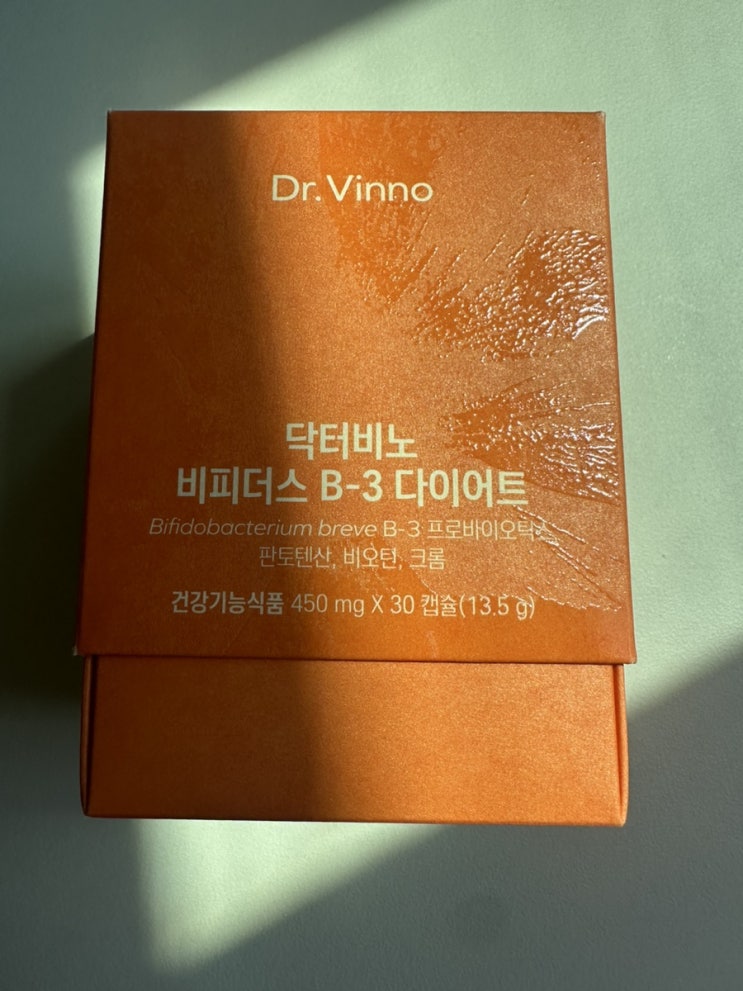 Dr.Vinno
닥터비노
비피더스 B-3 다이어트
Bifidobacterium breve B-3 프로바이오틱스
판토텐산, 비오틴, 크롬
건강기능식품 450 mg X 30 캡슐(13.5 g)